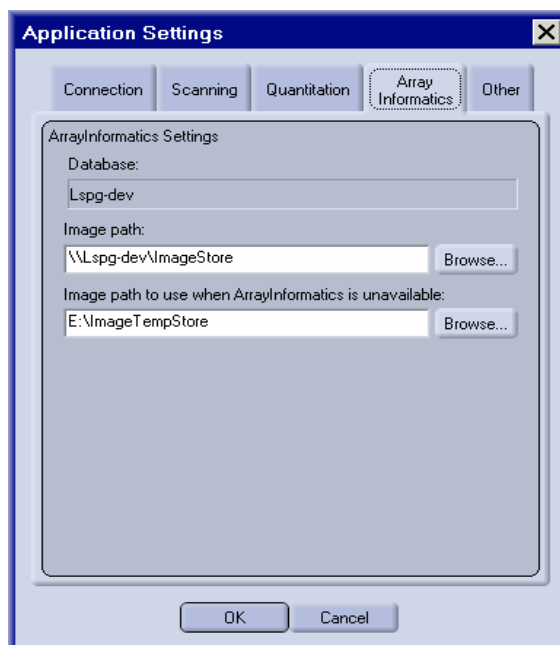 Application Settings
Connection Scanning Quantitation Array Informatics Other
ArrayInformatics Settings
Database:
Lspg-dev
Image path:
\\Lspg-dev\ImageStore Browse...
Image path to use when ArrayInformatics is unavailable:
E:\ImageTempStore Browse...
OK Cancel